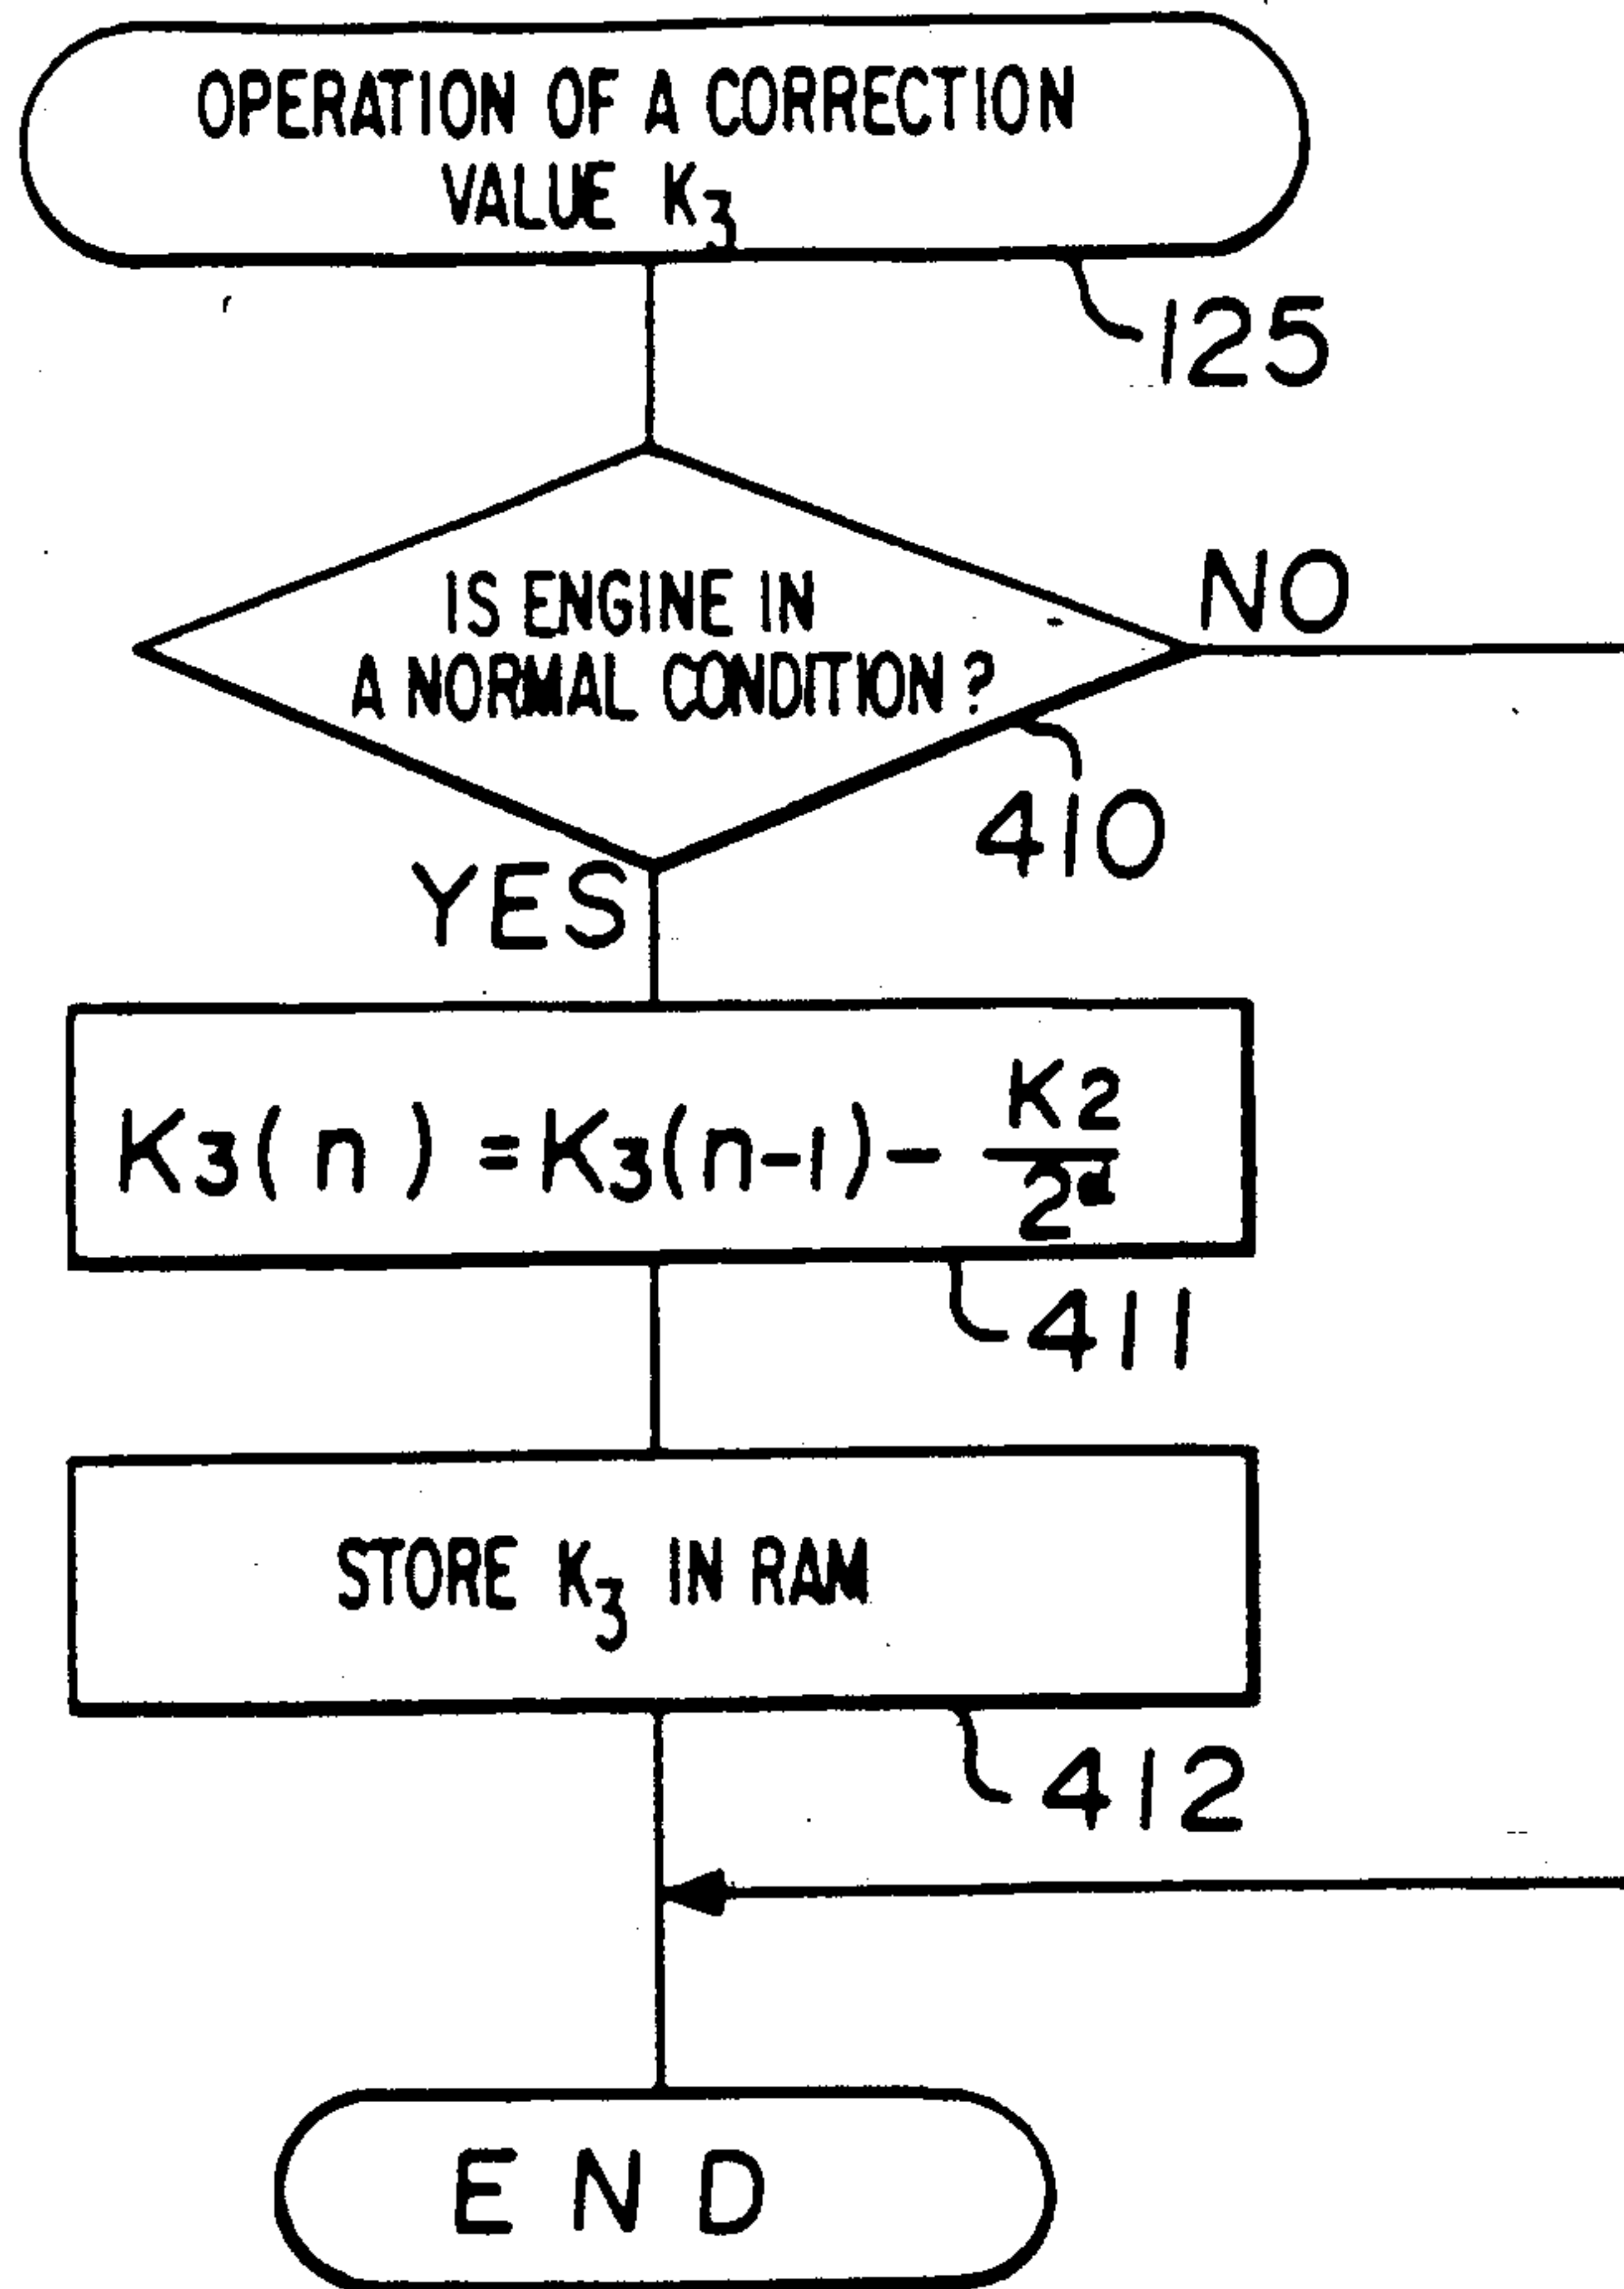 OPERATION OF A CORRECTION
VALUE K₃
125
IS ENGINE IN
A NORMAL CONDITION ?
NO
410
YES
K₃(n) = K₃(n-1) - K2/2^α
411
STORE K₃ IN RAM
412
END